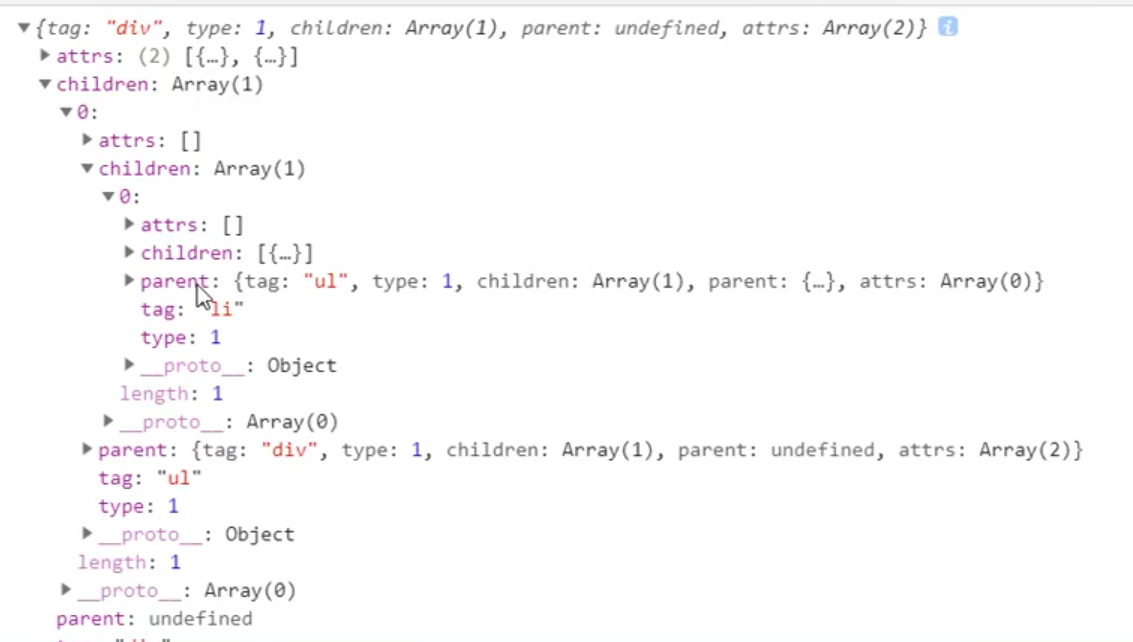 ▼{tag: "div", type: 1, children: Array(1), parent: undefined, attrs: Array(2)} i
▶attrs: (2) [{…}, {…}]
▼children: Array(1)
▼0:
▶attrs: []
▼children: Array(1)
▼0:
▶attrs: []
▶children: [{…}]
▶parent: {tag: "ul", type: 1, children: Array(1), parent: {…}, attrs: Array(0)}
tag: "li"
type: 1
▶__proto__: Object
length: 1
▶__proto__: Array(0)
▶parent: {tag: "div", type: 1, children: Array(1), parent: undefined, attrs: Array(2)}
tag: "ul"
type: 1
▶__proto__: Object
length: 1
▶__proto__: Array(0)
parent: undefined